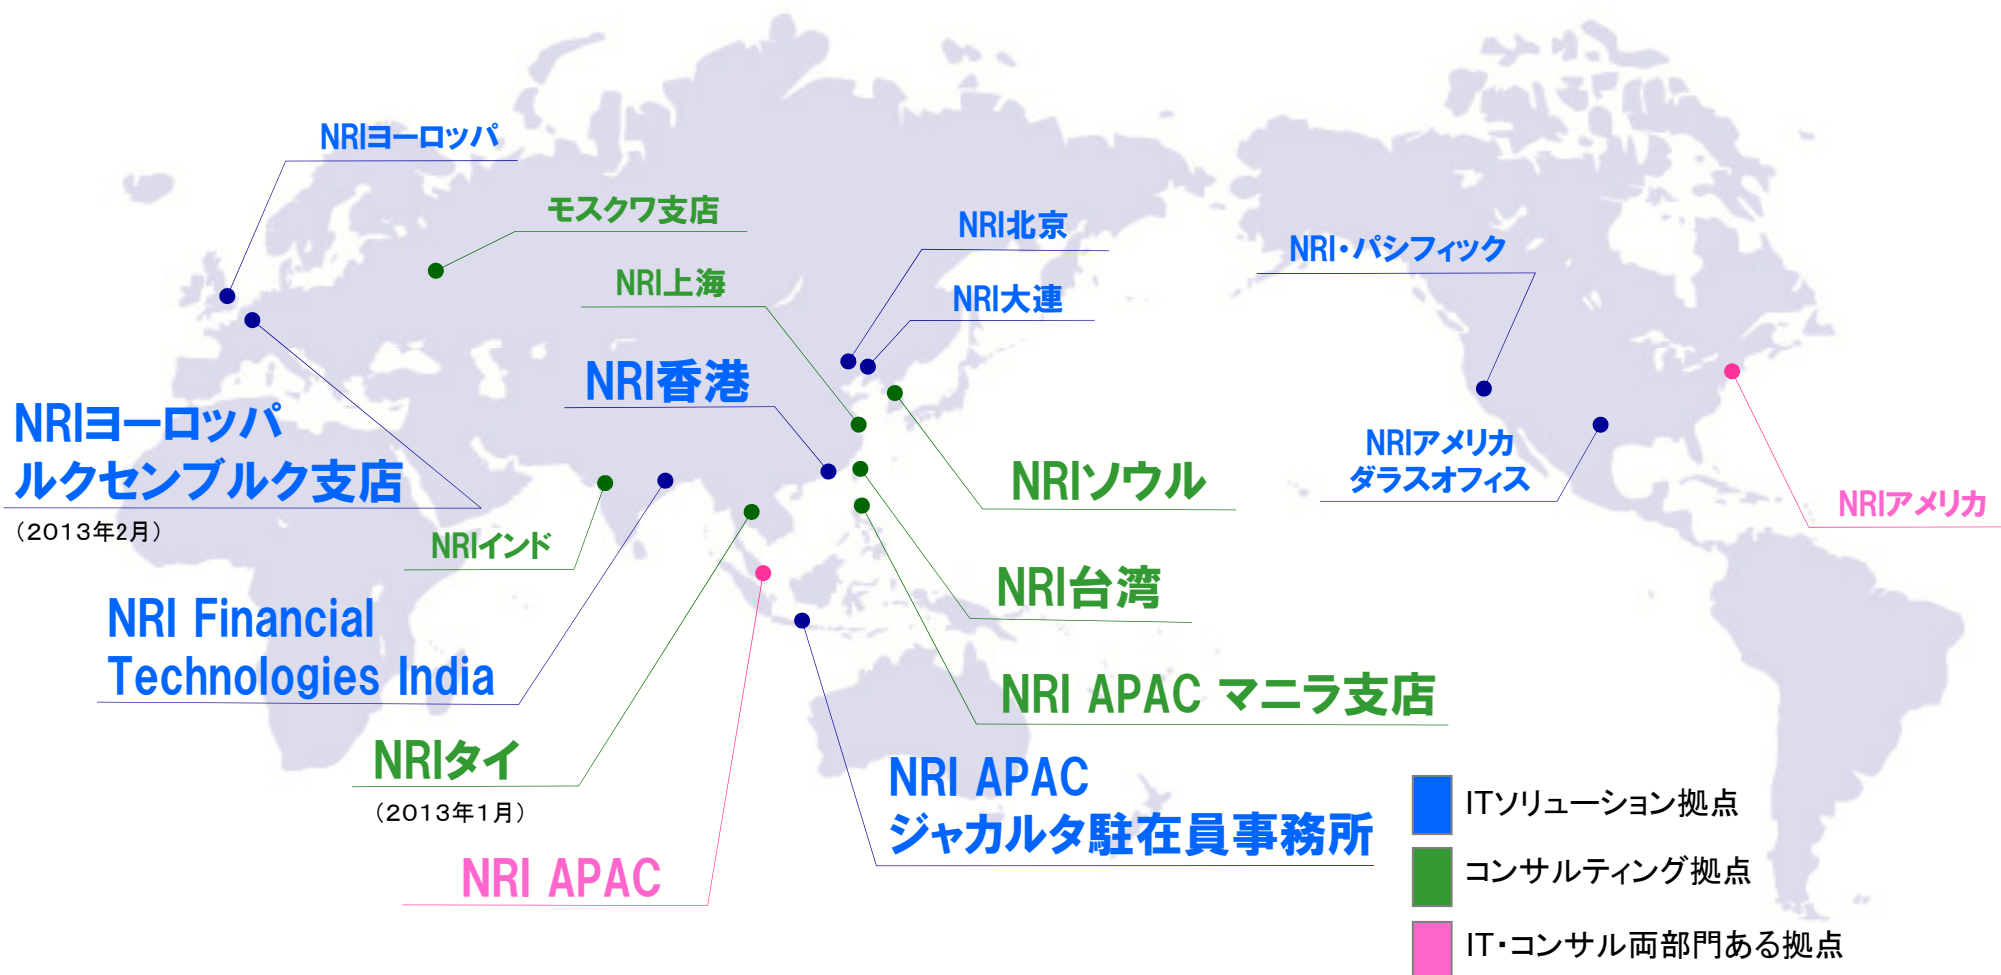 NRIヨーロッパ
モスクワ支店
NRI北京
NRI・パシフィック
NRI上海
NRI大連
NRI香港
NRIヨーロッパ
ルクセンブルク支店
（2013年2月）
NRIアメリカ
ダラスオフィス
NRIソウル
NRIアメリカ
NRIインド
NRI台湾
NRI Financial
Technologies India
NRI APAC マニラ支店
NRIタイ
（2013年1月）
NRI APAC
ジャカルタ駐在員事務所
NRI APAC
ITソリューション拠点
コンサルティング拠点
IT・コンサル両部門ある拠点